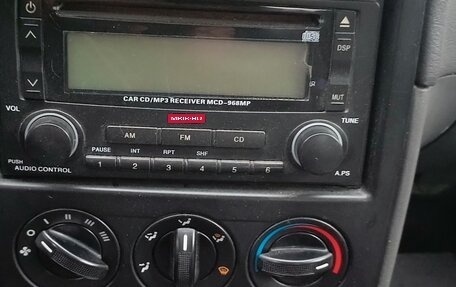 DSP
IR
CAR CD/MP3 RECEIVER MCD-968MP
MUT
VOL
TUNE
AM
FM
CD
PUSH
AUDIO CONTROL
PAUSE
INT
RPT
SHF
1
2
3
4
5
6
A.PS